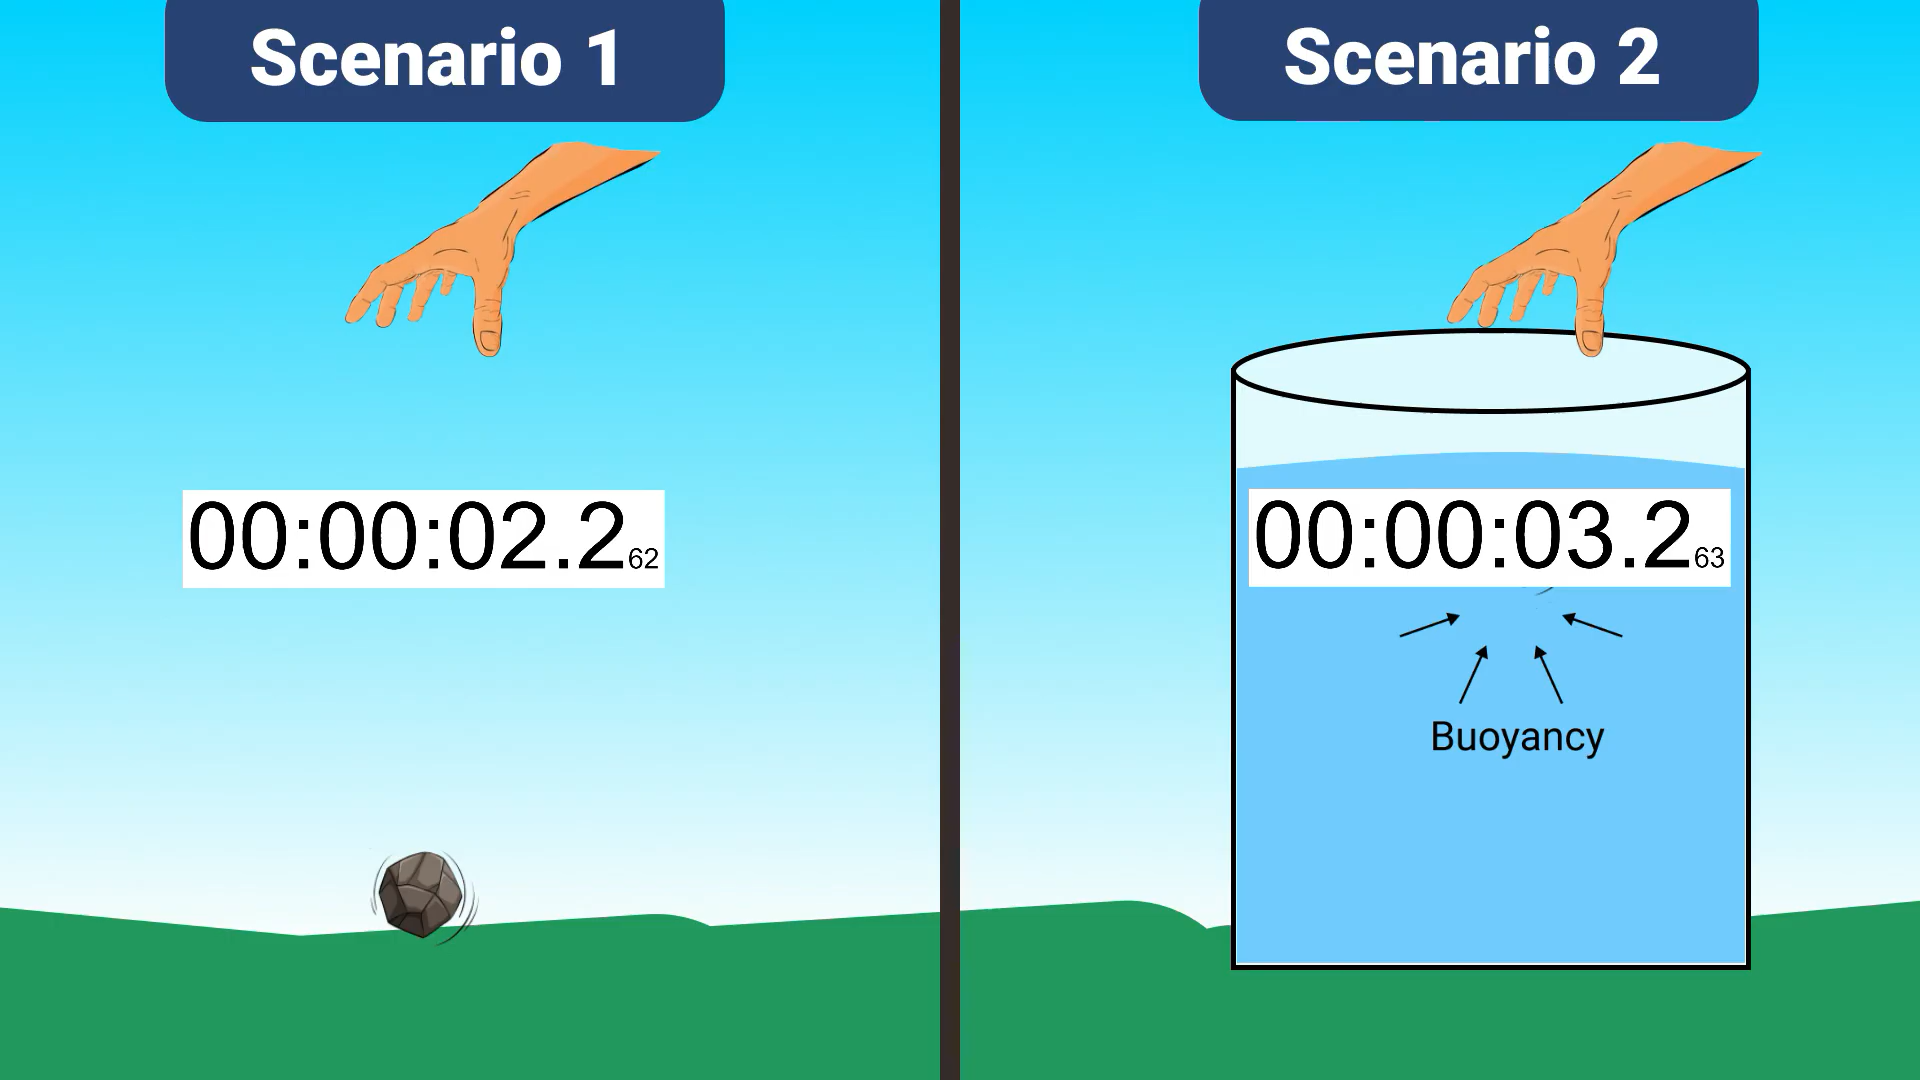 Scenario 1
Scenario 2
00:00:02.262
00:00:03.263
Buoyancy